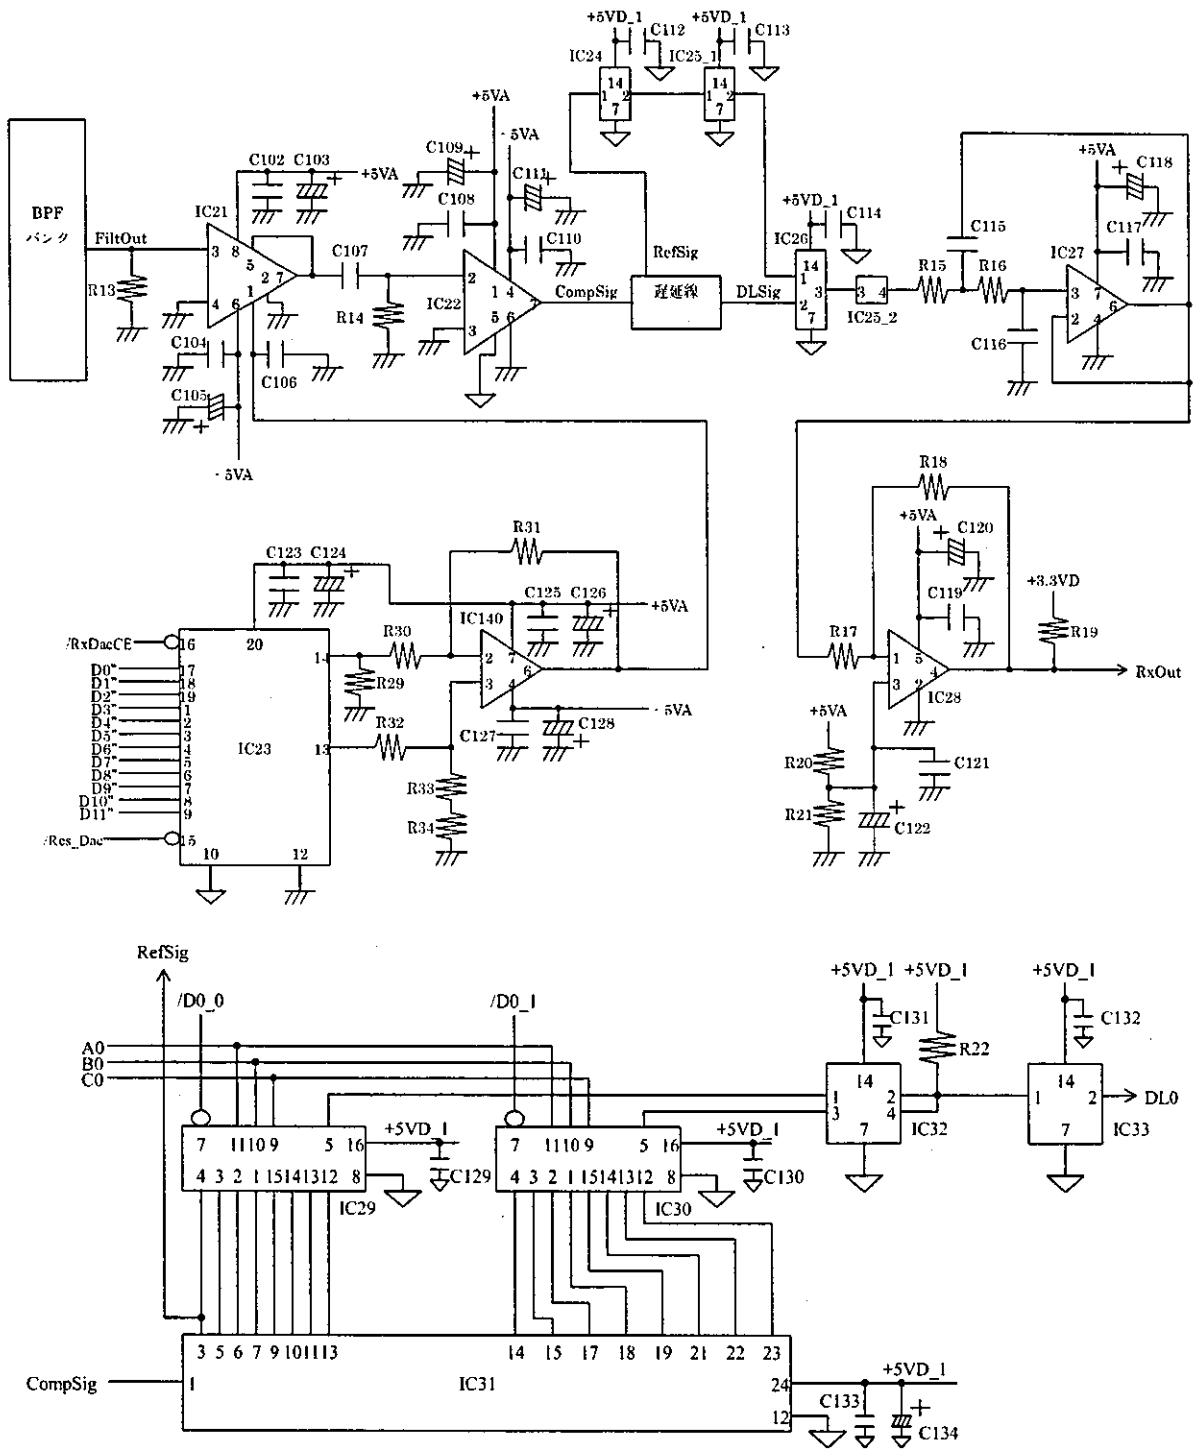 +5VD_1
C112
+5VD_1
C113
IC24
IC25_1
14
1 2
7
14
1 2
7
+5VA
- 5VA
C109
+
C111
+
C108
C110
BPF
バンク
FiltOut
R13
C102
C103
+
+5VA
IC21
3
8
5
2
7
1
4
6
C107
R14
C104
C106
C105
+
- 5VA
2
1
4
7
5
6
3
IC22
CompSig
RefSig
遅延線
DLSig
+5VD_1
C114
IC26
14
1
3
2
7
3 4
IC25_2
R15
R16
C115
C116
+5VA
+
C118
C117
IC27
3
7
6
2
4
R18
+5VA
+
C120
C119
+3.3VD
R19
R17
1
5
4
3
2
IC28
RxOut
+5VA
R20
R21
C121
+
C122
R31
C123
C124
+
C125
C126
+
+5VA
IC140
2
7
6
3
4
- 5VA
C127
C128
+
R30
R29
R32
R33
R34
/RxDacCE
16
20
14
D0" 17
D1" 18
D2" 19
D3" 1
D4" 2
D5" 3
D6" 4
D7" 5
D8" 6
D9" 7
D10" 8
D11" 9
IC23
13
/Res_Dac
15
10
12
RefSig
/D0_0
/D0_1
A0
B0
C0
7 11 10 9 5 16
4 3 2 1 15 14 13 12 8
+5VD_1
C129
IC29
7 11 10 9 5 16
4 3 2 1 15 14 13 12 8
+5VD_1
C130
IC30
+5VD_1
+5VD_1
C131
R22
14
1
2
3
4
7
IC32
+5VD_1
C132
14
1
2
7
IC33
DL0
3 5 6 7 9 10 11 13 14 15 17 18 19 21 22 23
CompSig
1
IC31
24
12
+5VD_1
C133
+
C134